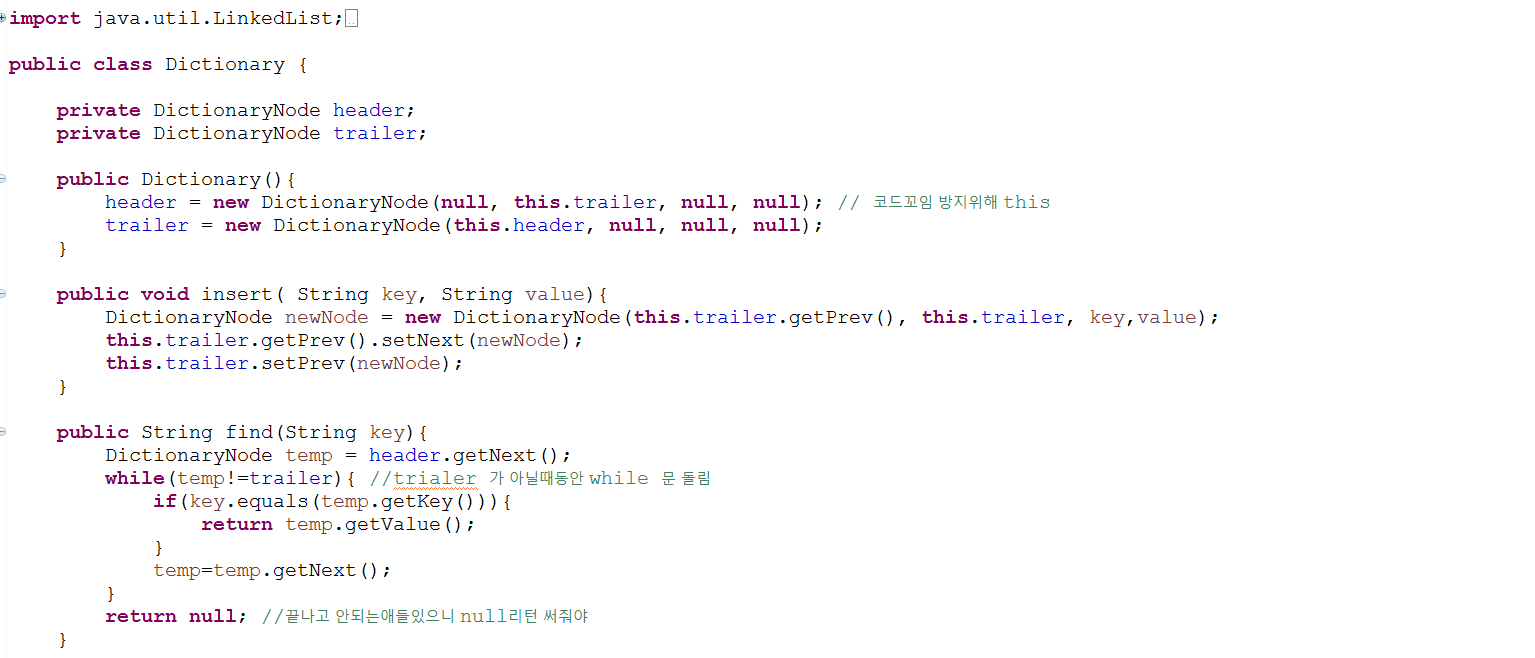 import java.util.LinkedList;
public class Dictionary {
private DictionaryNode header;
private DictionaryNode trailer;
public Dictionary(){
header = new DictionaryNode(null, this.trailer, null, null); // 코드꼬임 방지위해 this
trailer = new DictionaryNode(this.header, null, null, null);
}
public void insert( String key, String value){
DictionaryNode newNode = new DictionaryNode(this.trailer.getPrev(), this.trailer, key,value);
this.trailer.getPrev().setNext(newNode);
this.trailer.setPrev(newNode);
}
public String find(String key){
DictionaryNode temp = header.getNext();
while(temp!=trailer){ //trialer 가 아닐때동안 while 문 돌림
if(key.equals(temp.getKey())){
return temp.getValue();
}
temp=temp.getNext();
}
return null; //끝나고 안되는애들있으니 null리턴 써줘야
}